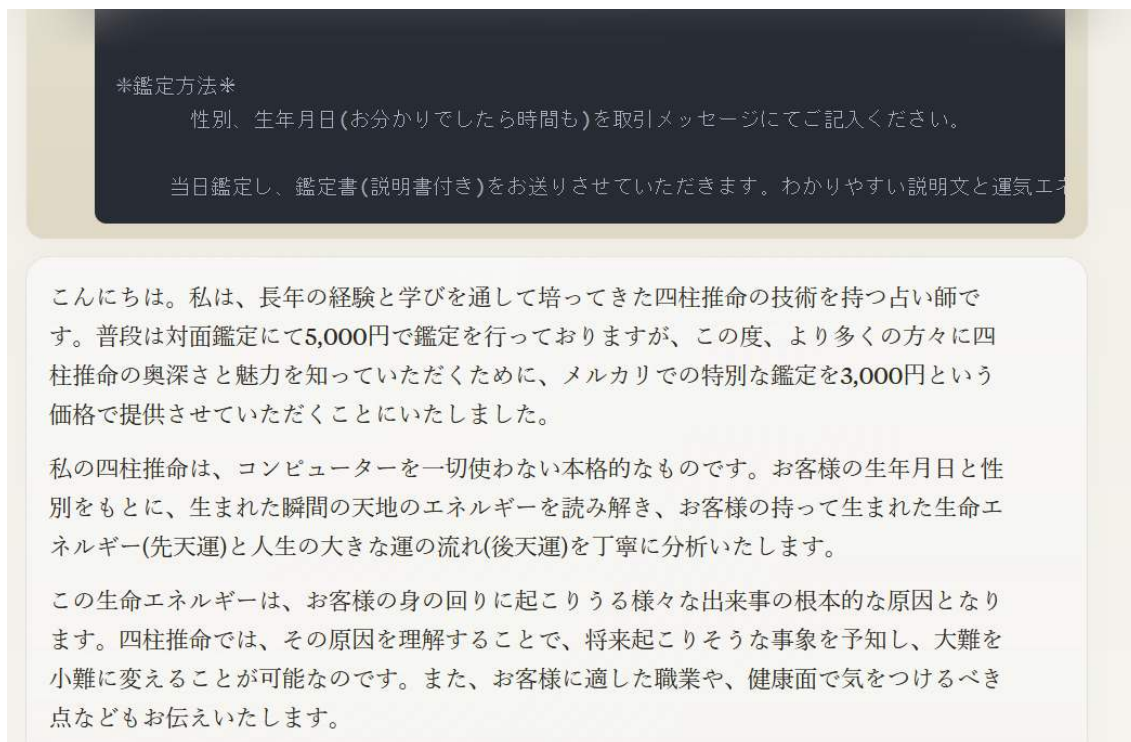 ✳鑑定方法✳
性別、生年月日(お分かりでしたら時間も)を取引メッセージにてご記入ください。
当日鑑定し、鑑定書(説明書付き)をお送りさせていただきます。わかりやすい説明文と運気エネ
こんにちは。私は、長年の経験と学びを通して培ってきた四柱推命の技術を持つ占い師で
す。普段は対面鑑定にて5,000円で鑑定を行っておりますが、この度、より多くの方々に四
柱推命の奥深さと魅力を知っていただくために、メルカリでの特別な鑑定を3,000円という
価格で提供させていただくことにいたしました。
私の四柱推命は、コンピューターを一切使わない本格的なものです。お客様の生年月日と性
別をもとに、生まれた瞬間の天地のエネルギーを読み解き、お客様の持って生まれた生命エ
ネルギー(先天運)と人生の大きな運の流れ(後天運)を丁寧に分析いたします。
この生命エネルギーは、お客様の身の回りに起こりうる様々な出来事の根本的な原因となり
ます。四柱推命では、その原因を理解することで、将来起こりそうな事象を予知し、大難を
小難に変えることが可能なのです。また、お客様に適した職業や、健康面で気をつけるべき
点などもお伝えいたします。